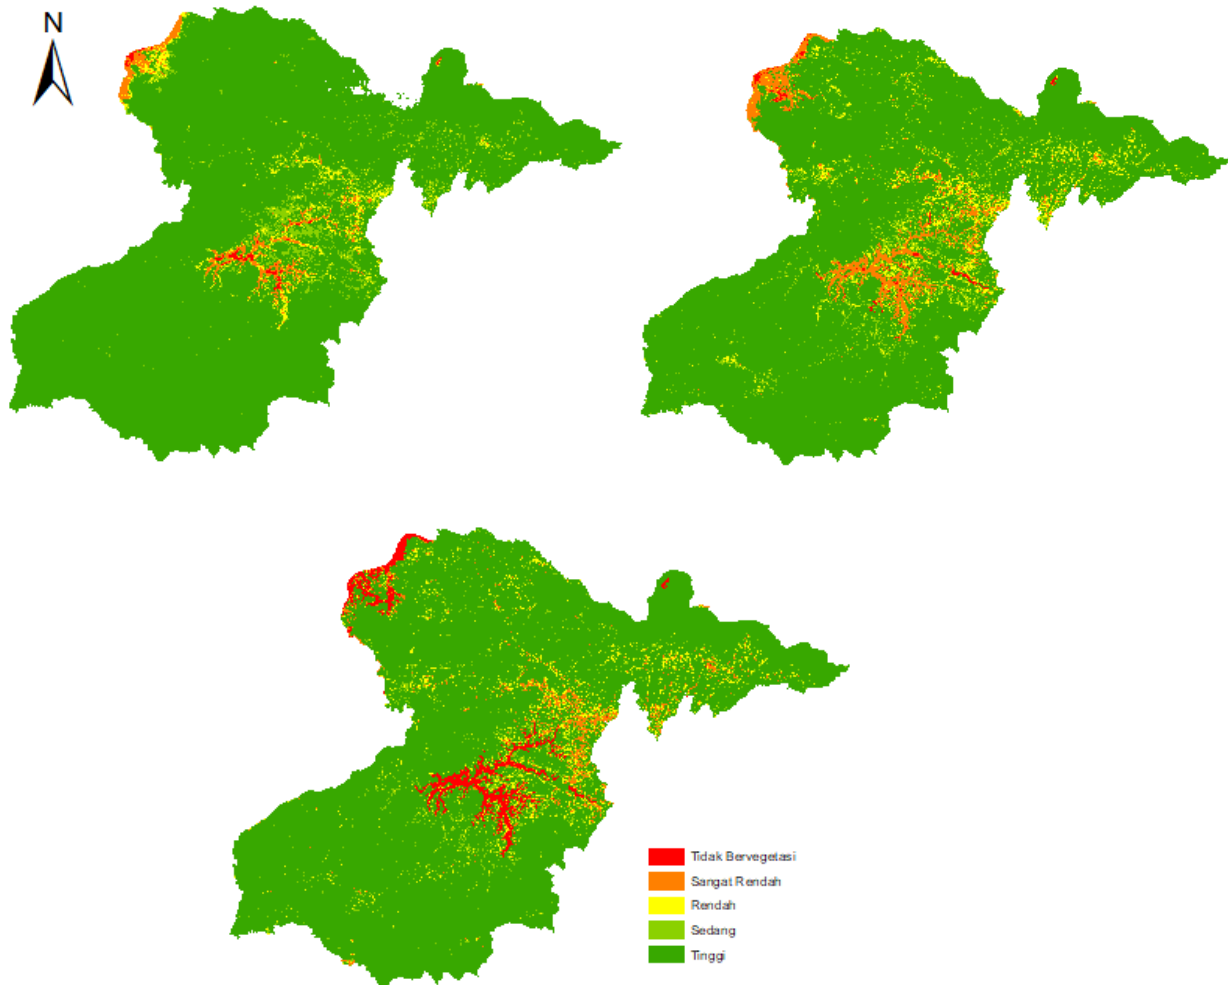 N
Tidak Bervegetasi
Sangat Rendah
Rendah
Sedang
Tinggi